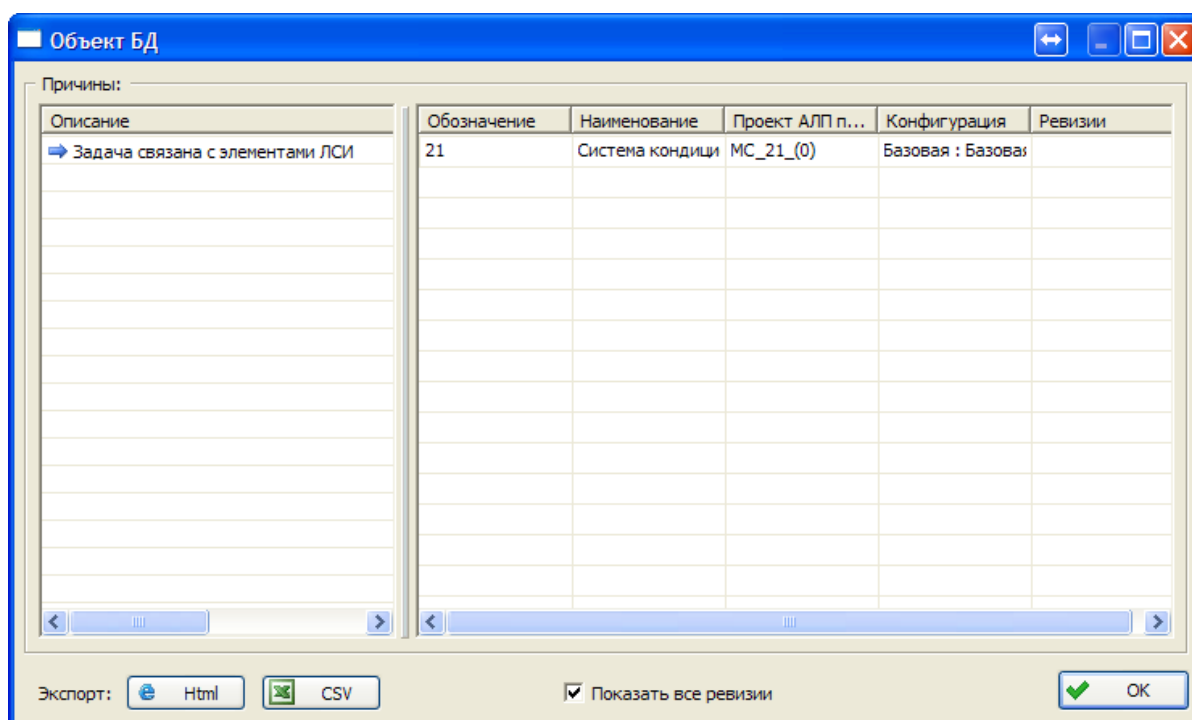 Объект БД
Причины:
Описание
Обозначение Наименование Проект АЛП п... Конфигурация Ревизии
Задача связана с элементами ЛСИ
21 Система кондици МС_21_(0) Базовая : Базовая
Экспорт: Html CSV Показать все ревизии OK